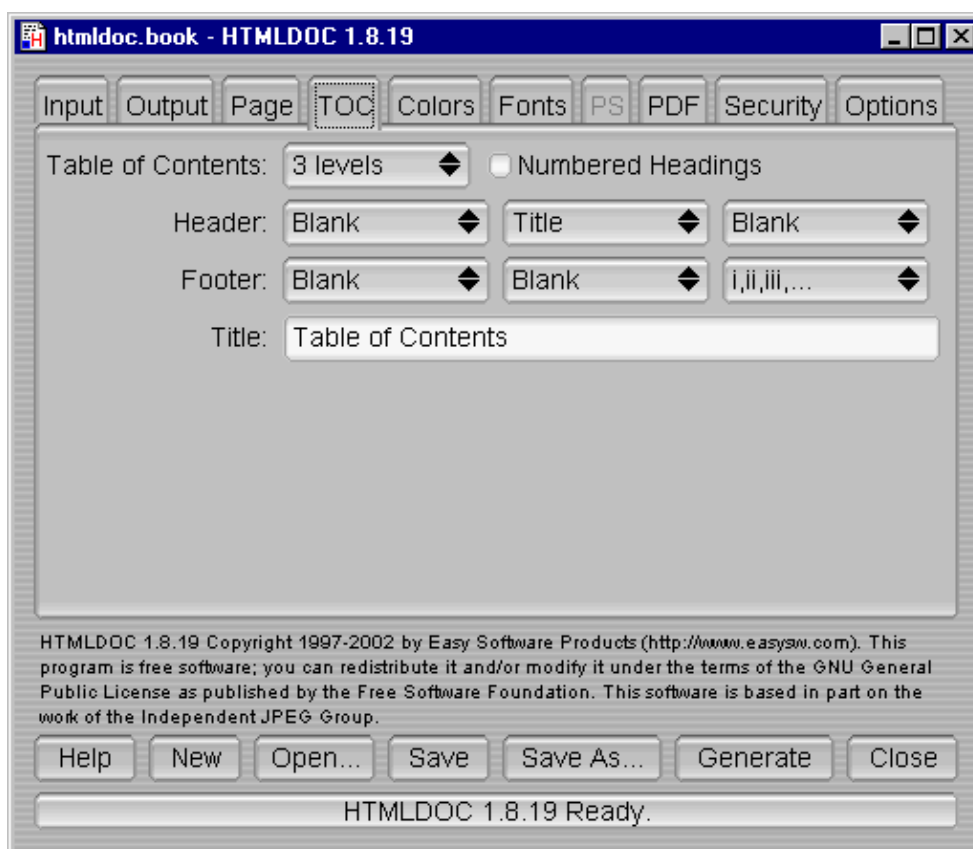 htmldoc.book - HTMLDOC 1.8.19
Input Output Page TOC Colors Fonts PS PDF Security Options
Table of Contents: 3 levels Numbered Headings
Header: Blank Title Blank
Footer: Blank Blank i,ii,iii,...
Title: Table of Contents
HTMLDOC 1.8.19 Copyright 1997-2002 by Easy Software Products (http://www.easysw.com). This
program is free software; you can redistribute it and/or modify it under the terms of the GNU General
Public License as published by the Free Software Foundation. This software is based in part on the
work of the Independent JPEG Group.
Help New Open... Save Save As... Generate Close
HTMLDOC 1.8.19 Ready.